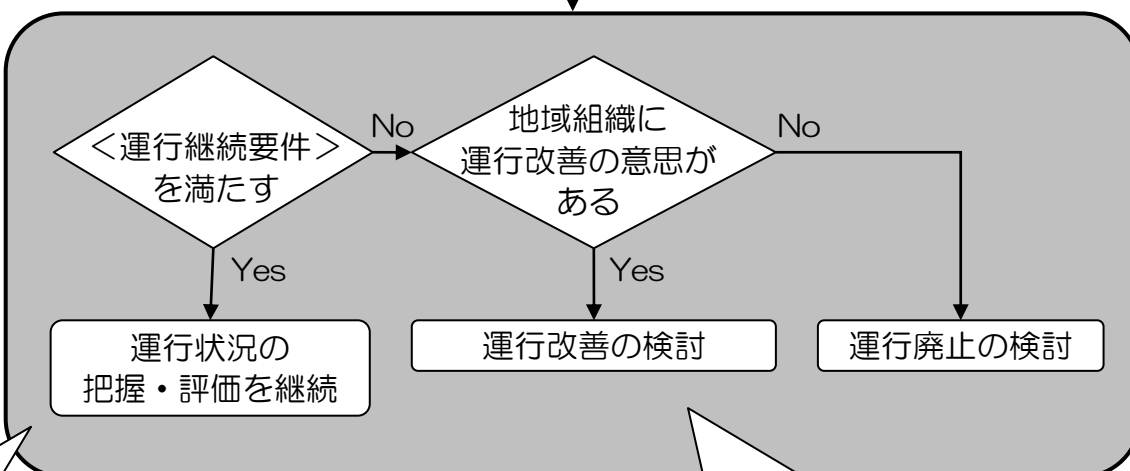 ＜運行継続要件＞
を満たす
No
地域組織に
運行改善の意思が
ある
No
Yes
Yes
運行状況の
把握・評価を継続
運行改善の検討
運行廃止の検討